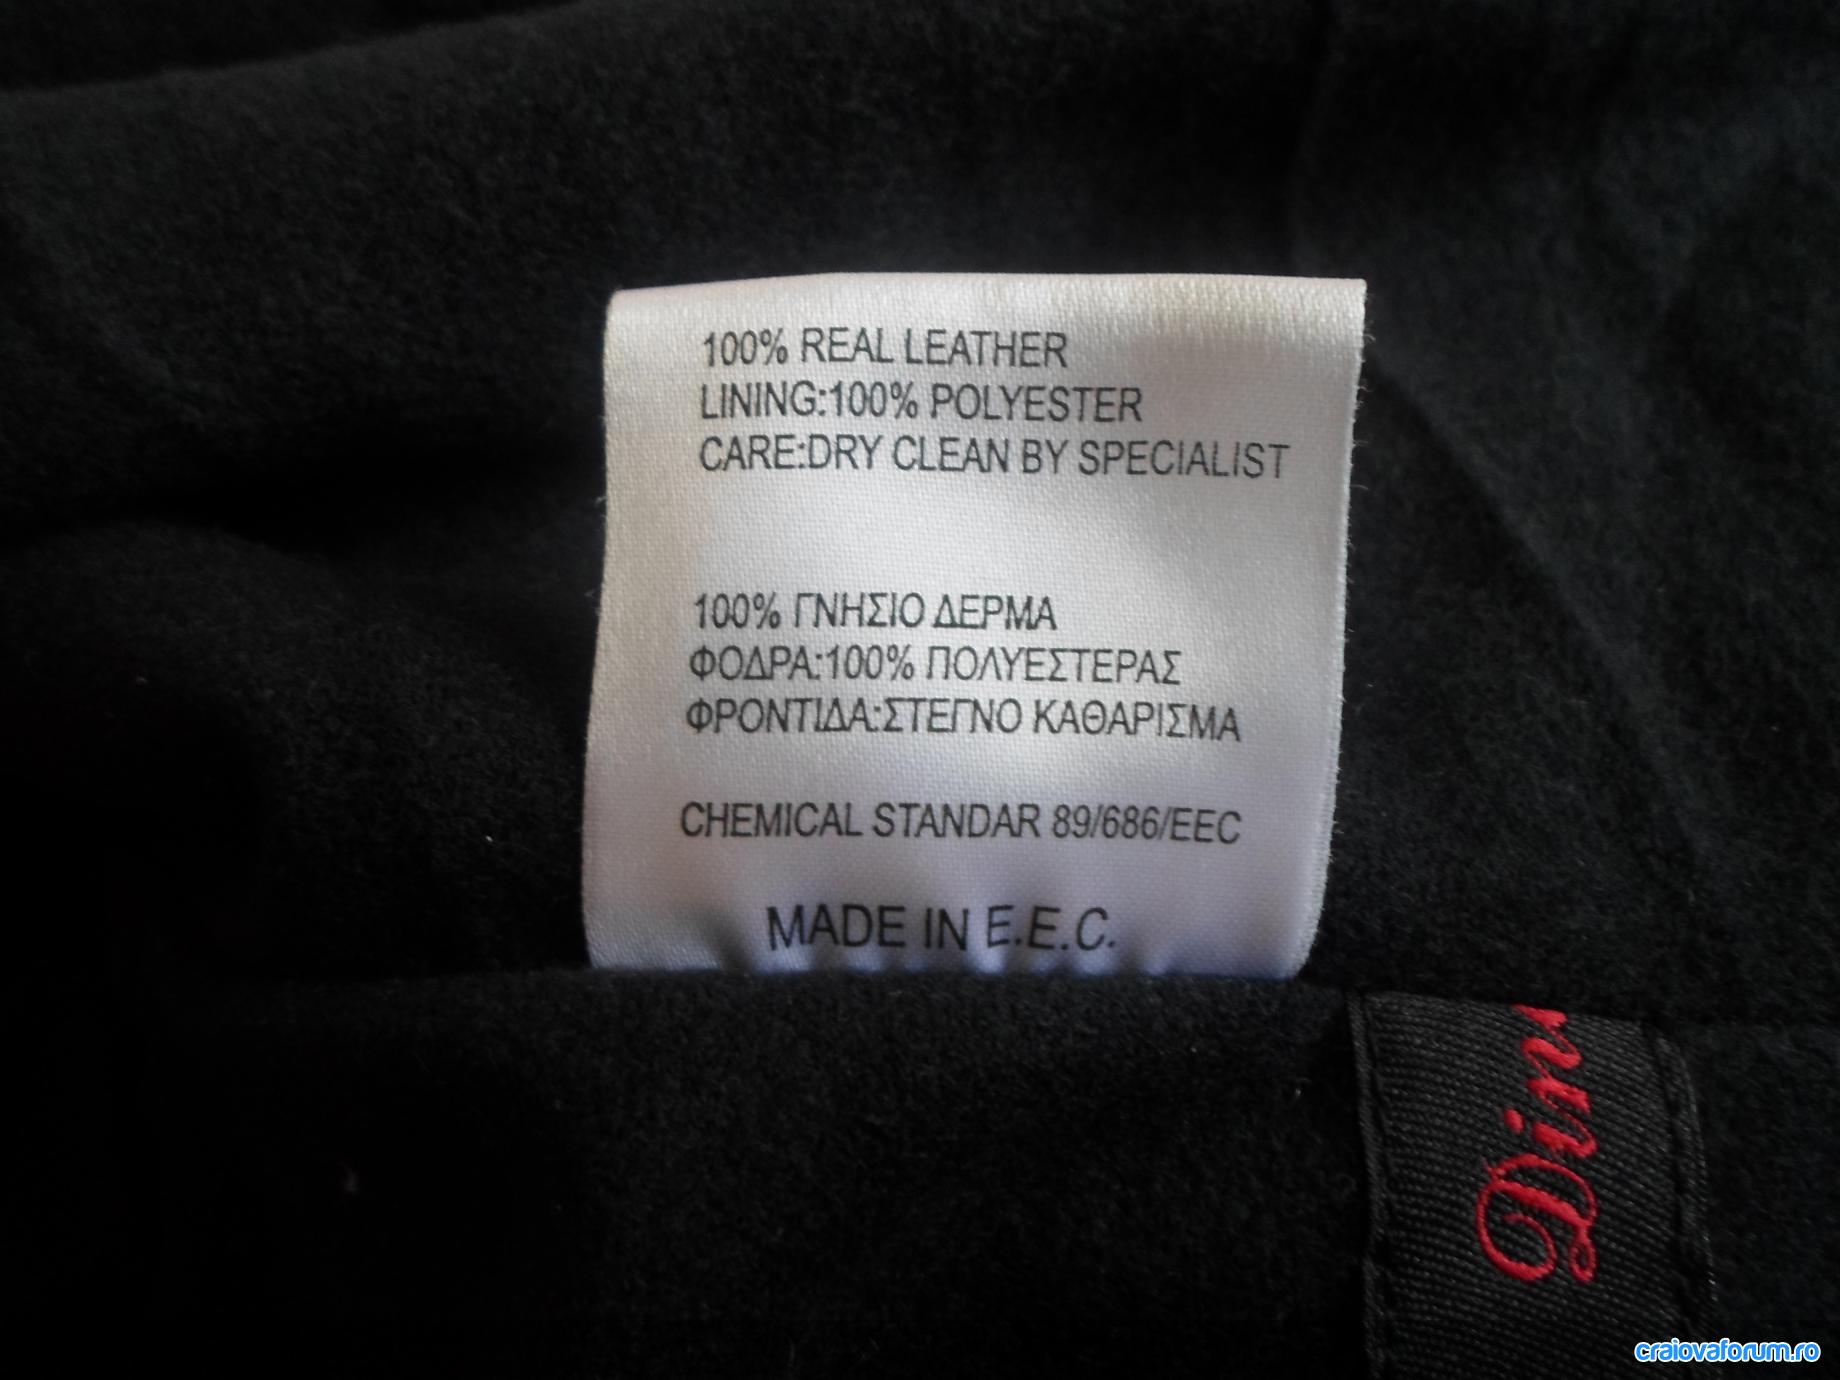 100% REAL LEATHER
LINING:100% POLYESTER
CARE:DRY CLEAN BY SPECIALIST
100% ΓΝΗΣΙΟ ΔΕΡΜΑ
ΦΟΔΡΑ:100% ΠΟΛΥΕΣΤΕΡΑΣ
ΦΡΟΝΤΙΔΑ:ΣΤΕΓΝΟ ΚΑΘΑΡΙΣΜΑ
CHEMICAL STANDAR 89/686/EEC
MADE IN E.E.C.
craiovaforum.ro